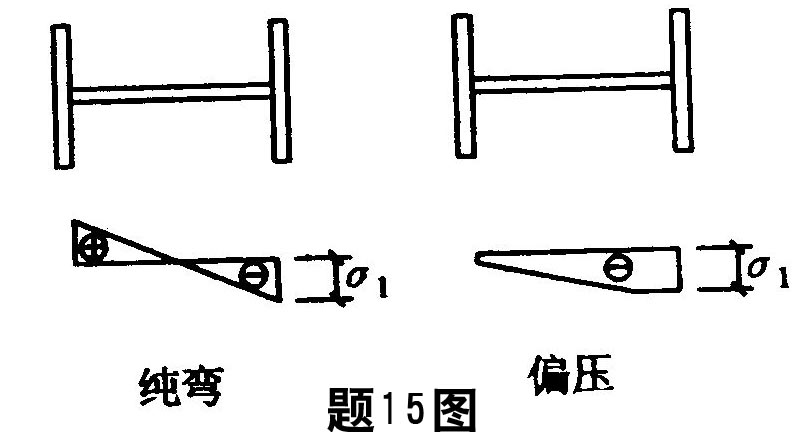 ⊕ ⊖ σ1
⊖ σ1
纯弯
偏压
题15图